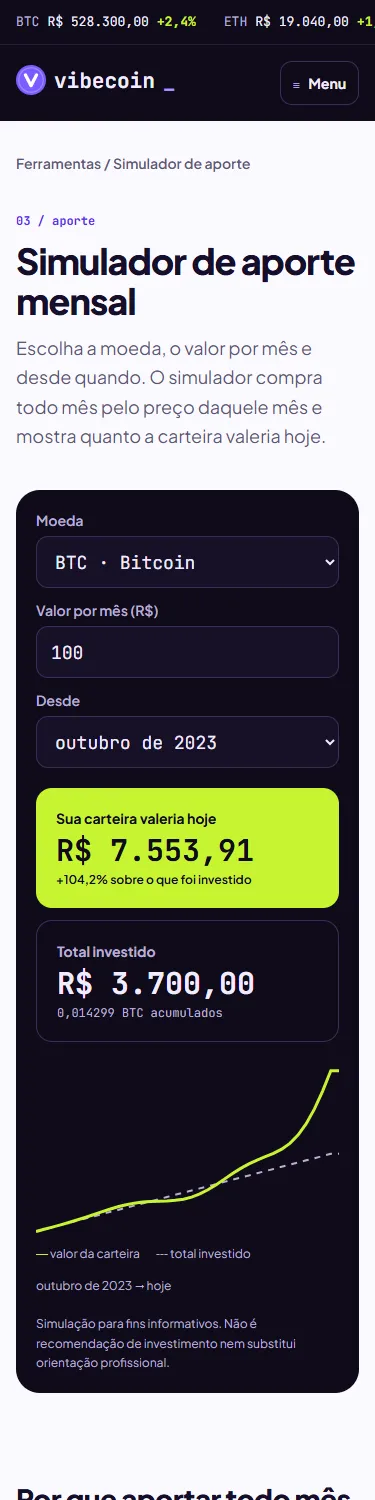 BTC R$ 528.300,00 +2,4% ETH R$ 19.040,00 +1,
vibecoin _
≡ Menu
Ferramentas / Simulador de aporte
03 / aporte
Simulador de aporte
mensal
Escolha a moeda, o valor por mês e
desde quando. O simulador compra
todo mês pelo preço daquele mês e
mostra quanto a carteira valeria hoje.
Moeda
BTC · Bitcoin
Valor por mês (R$)
100
Desde
outubro de 2023
Sua carteira valeria hoje
R$ 7.553,91
+104,2% sobre o que foi investido
Total investido
R$ 3.700,00
0,014299 BTC acumulados
— valor da carteira --- total investido
outubro de 2023 → hoje
Simulação para fins informativos. Não é
recomendação de investimento nem substitui
orientação profissional.
Por que aportar todo mês